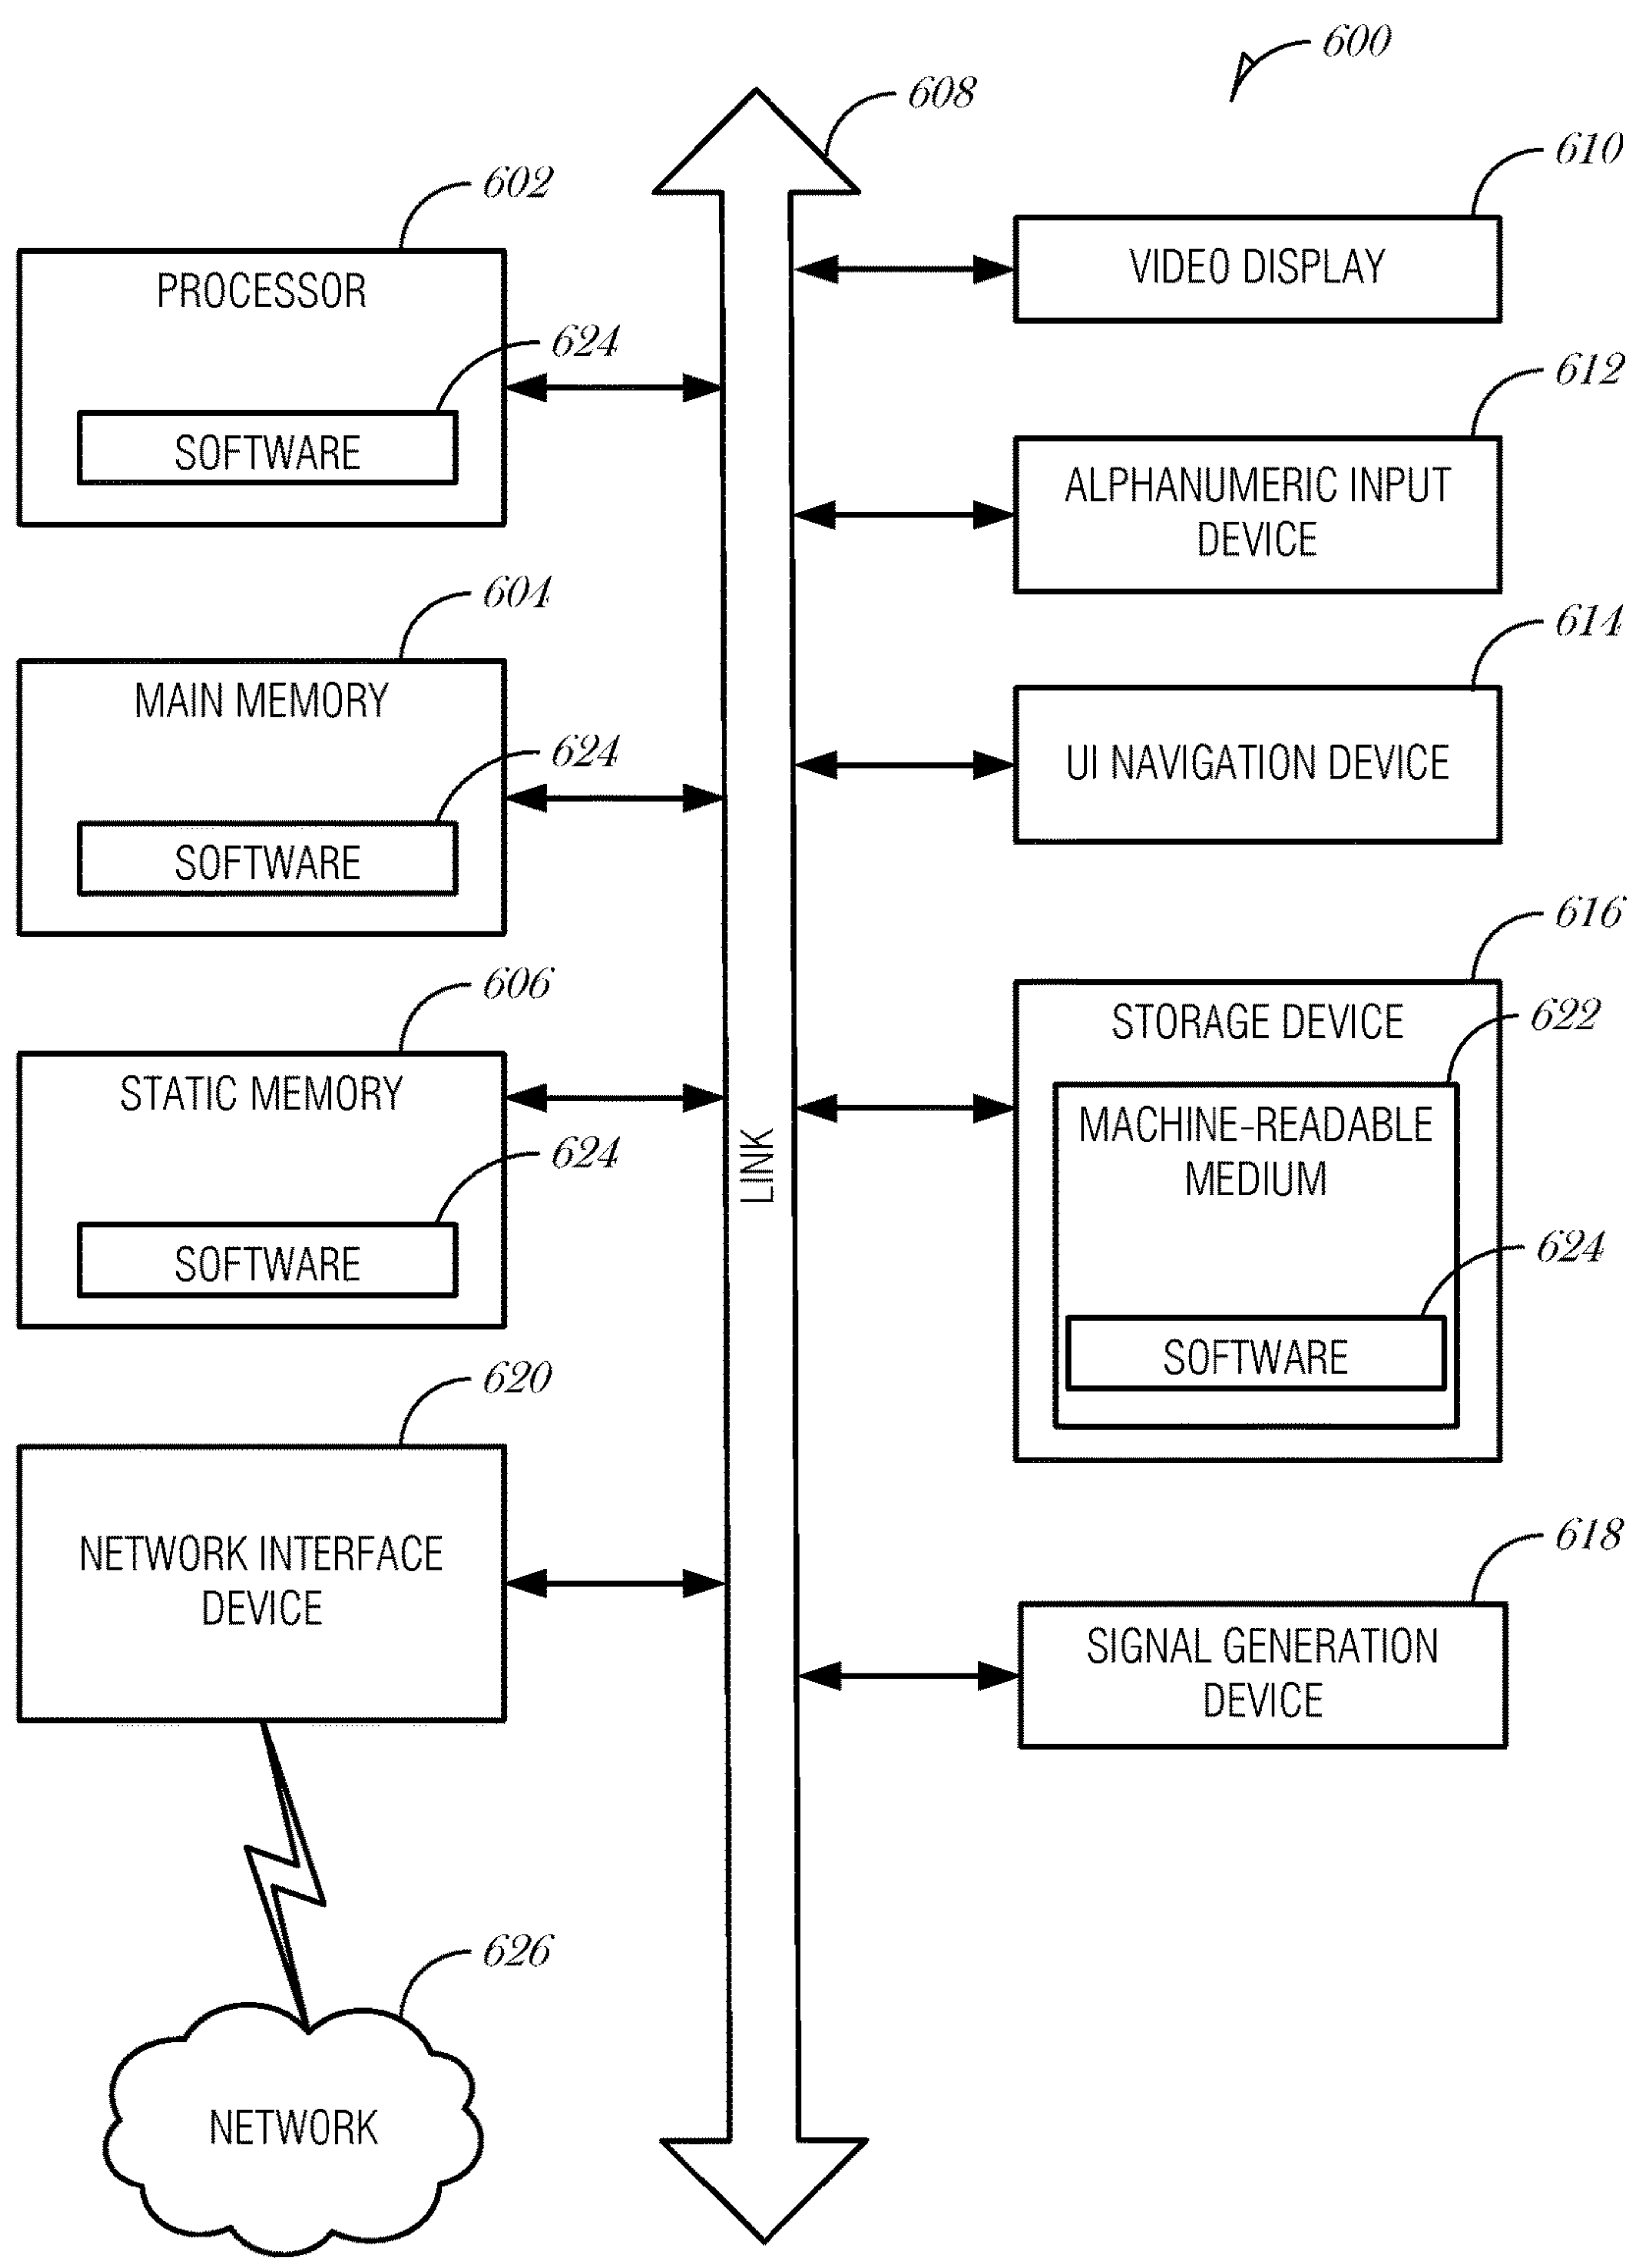 600
608
602
PROCESSOR
624
SOFTWARE
604
MAIN MEMORY
624
SOFTWARE
606
STATIC MEMORY
624
SOFTWARE
620
NETWORK INTERFACE
DEVICE
626
NETWORK
LINK
610
VIDEO DISPLAY
612
ALPHANUMERIC INPUT
DEVICE
614
UI NAVIGATION DEVICE
616
STORAGE DEVICE
622
MACHINE-READABLE
MEDIUM
624
SOFTWARE
618
SIGNAL GENERATION
DEVICE